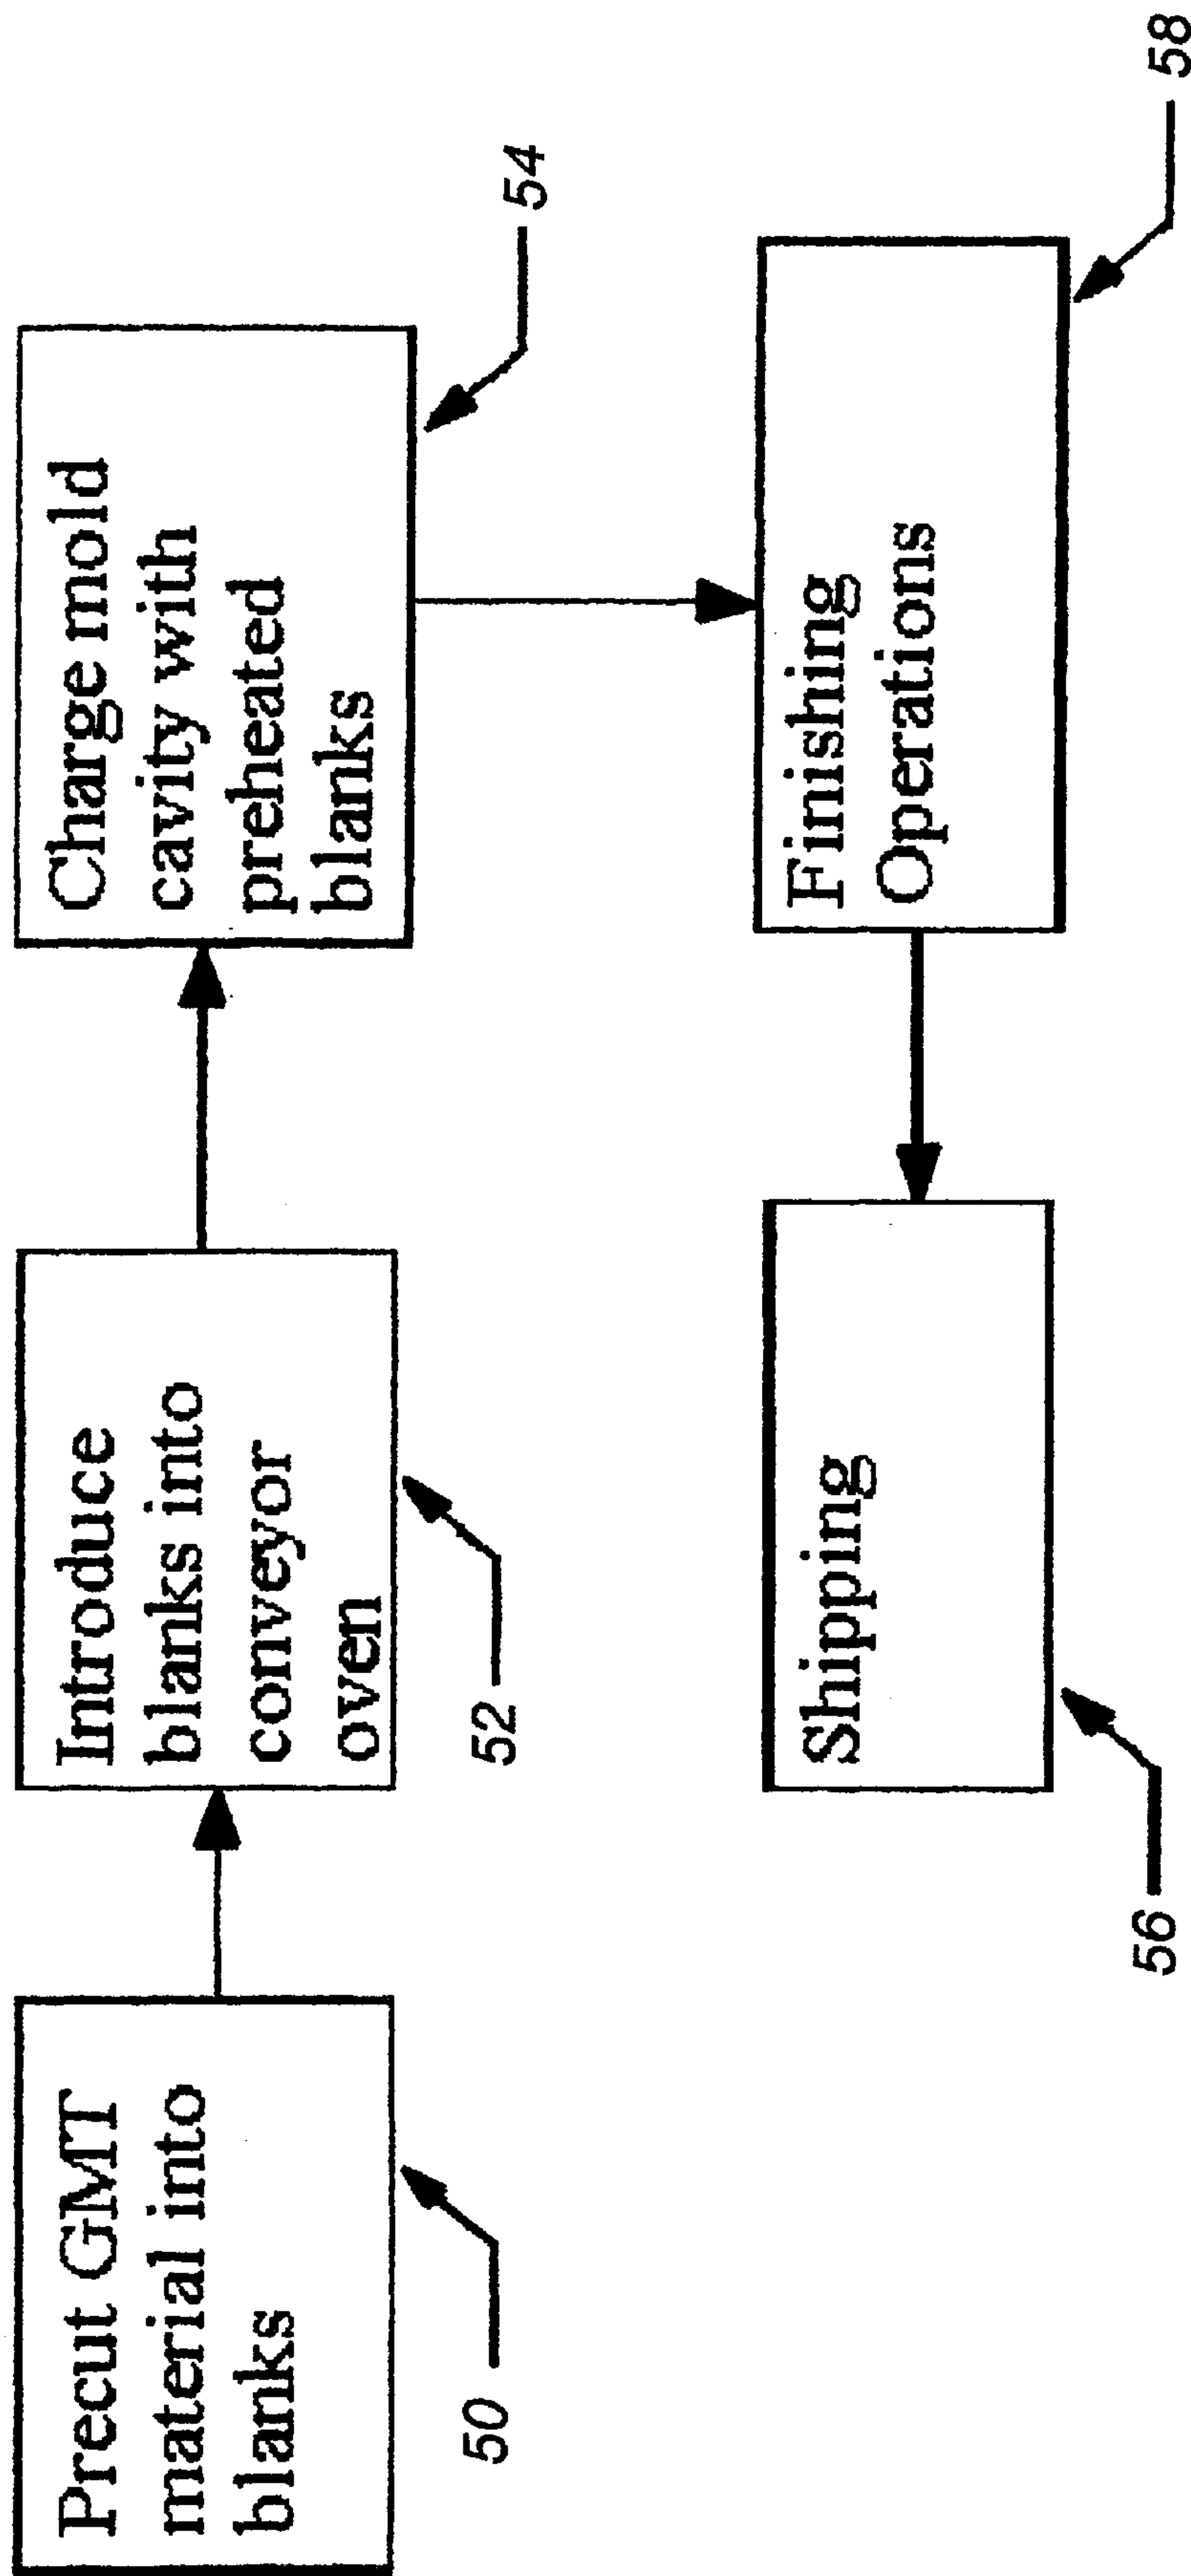 Precut GMT
material into
blanks
50
Introduce
blanks into
conveyor
oven
52
Charge mold
cavity with
preheated
blanks
54
Finishing
Operations
58
Shipping
56